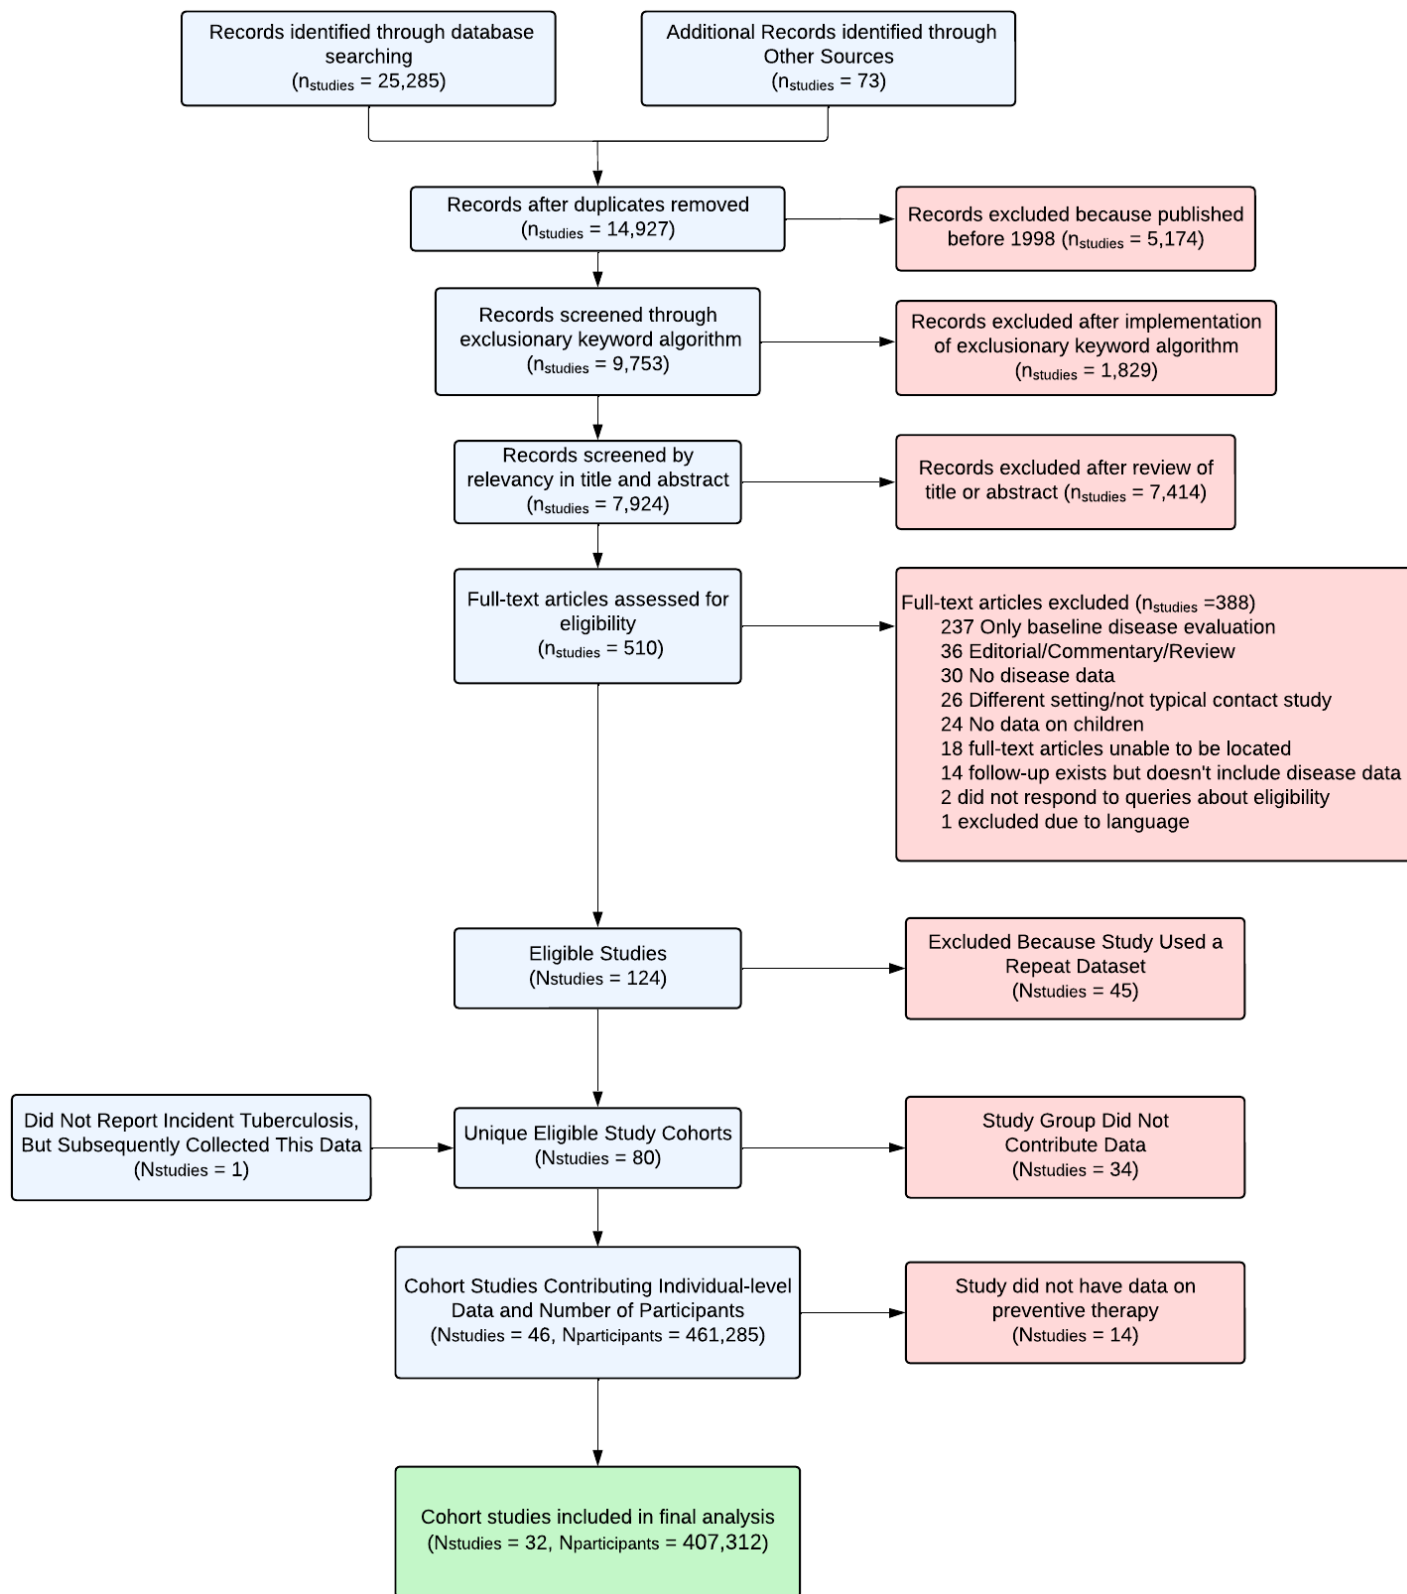 Records identified through database
searching
(nstudies = 25,285)
Additional Records identified through
Other Sources
(nstudies = 73)
Records after duplicates removed
(nstudies = 14,927)
Records excluded because published
before 1998 (nstudies = 5,174)
Records screened through
exclusionary keyword algorithm
(nstudies = 9,753)
Records excluded after implementation
of exclusionary keyword algorithm
(nstudies = 1,829)
Records screened by
relevancy in title and abstract
(nstudies = 7,924)
Records excluded after review of
title or abstract (nstudies = 7,414)
Full-text articles assessed for
eligibility
(nstudies = 510)
Full-text articles excluded (nstudies =388)
237 Only baseline disease evaluation
36 Editorial/Commentary/Review
30 No disease data
26 Different setting/not typical contact study
24 No data on children
18 full-text articles unable to be located
14 follow-up exists but doesn't include disease data
2 did not respond to queries about eligibility
1 excluded due to language
Eligible Studies
(Nstudies = 124)
Excluded Because Study Used a
Repeat Dataset
(Nstudies = 45)
Did Not Report Incident Tuberculosis,
But Subsequently Collected This Data
(Nstudies = 1)
Unique Eligible Study Cohorts
(Nstudies = 80)
Study Group Did Not
Contribute Data
(Nstudies = 34)
Cohort Studies Contributing Individual-level
Data and Number of Participants
(Nstudies = 46, Nparticipants = 461,285)
Study did not have data on
preventive therapy
(Nstudies = 14)
Cohort studies included in final analysis
(Nstudies = 32, Nparticipants = 407,312)